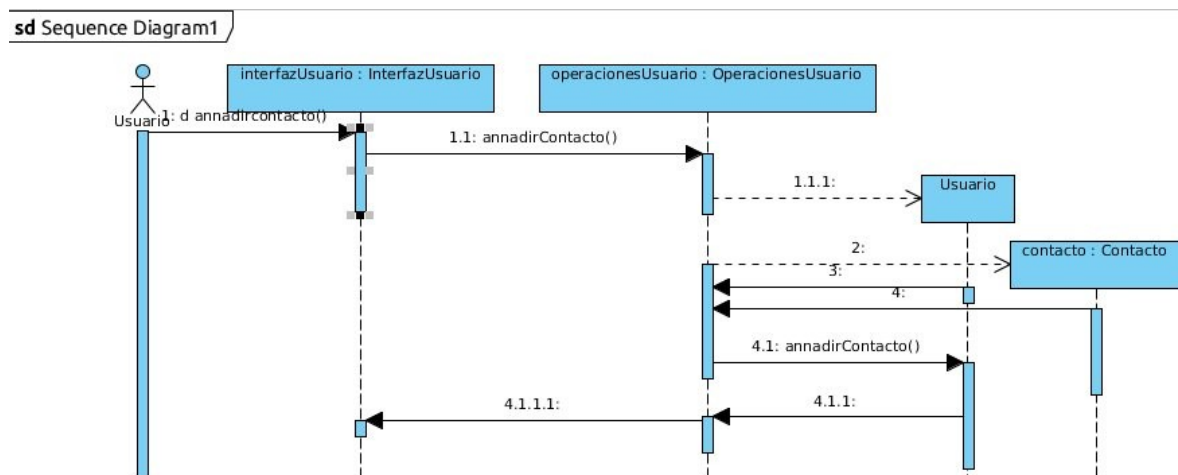 sd Sequence Diagram1
interfazUsuario : InterfazUsuario
operacionesUsuario : OperacionesUsuario
Usuario
1: d annadircontacto()
1.1: annadirContacto()
1.1.1:
Usuario
2:
contacto : Contacto
3:
4:
4.1: annadirContacto()
4.1.1.1:
4.1.1: